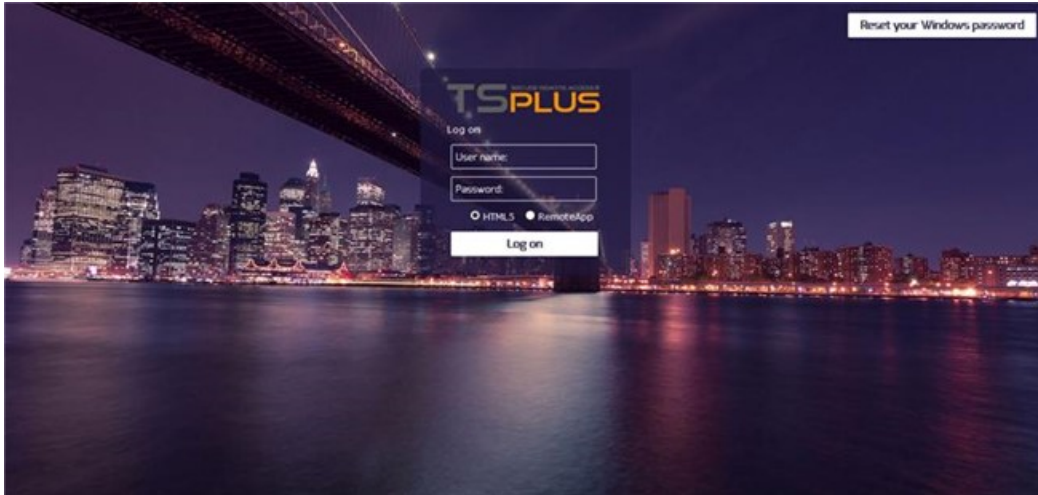 Reset your Windows password
TSPLUS
Log on
User name:
Password:
HTML5 RemoteApp
Log on